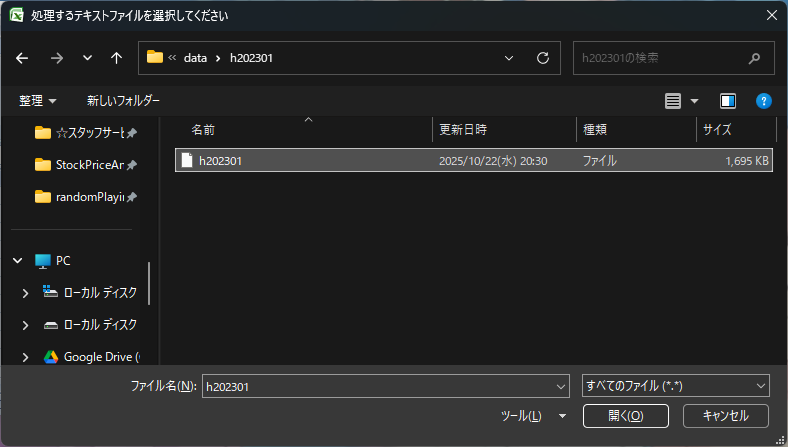 処理するテキストファイルを選択してください
« data › h202301
h202301の検索
整理 新しいフォルダー
名前 更新日時 種類 サイズ
☆スタッフサービ
StockPriceAn
randomPlayin
h202301 2025/10/22(水) 20:30 ファイル 1,695 KB
PC
ローカル ディスク
ローカル ディスク
Google Drive (
ファイル名(N): h202301 すべてのファイル (*.*)
ツール(L) 開く(O) キャンセル